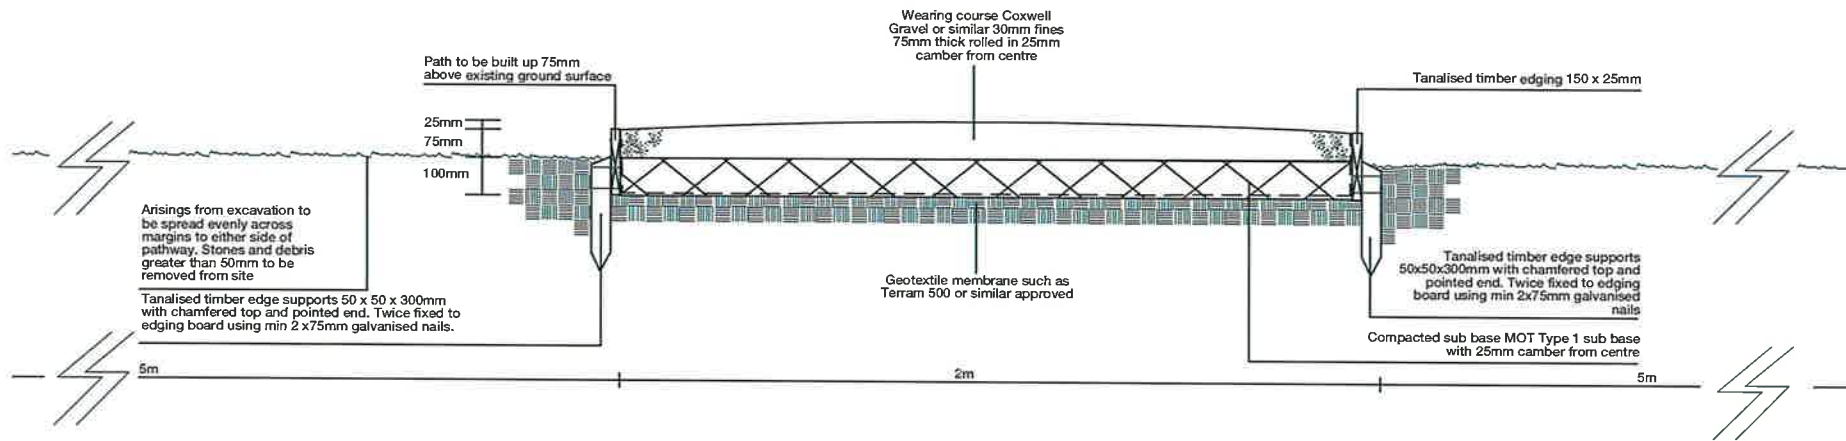 Wearing course Coxwell
Gravel or similar 30mm fines
75mm thick rolled in 25mm
camber from centre
Path to be built up 75mm
above existing ground surface
Tanalised timber edging 150 x 25mm
25mm
75mm
100mm
Arisings from excavation to
be spread evenly across
margins to either side of
pathway. Stones and debris
greater than 50mm to be
removed from site
Tanalised timber edge supports 50 x 50 x 300mm
with chamfered top and pointed end. Twice fixed to
edging board using min 2 x75mm galvanised nails.
Geotextile membrane such as
Terram 500 or similar approved
Tanalised timber edge supports
50x50x300mm with chamfered top and
pointed end. Twice fixed to edging
board using min 2x75mm galvanised
nails
Compacted sub base MOT Type 1 sub base
with 25mm camber from centre
5m
2m
5m